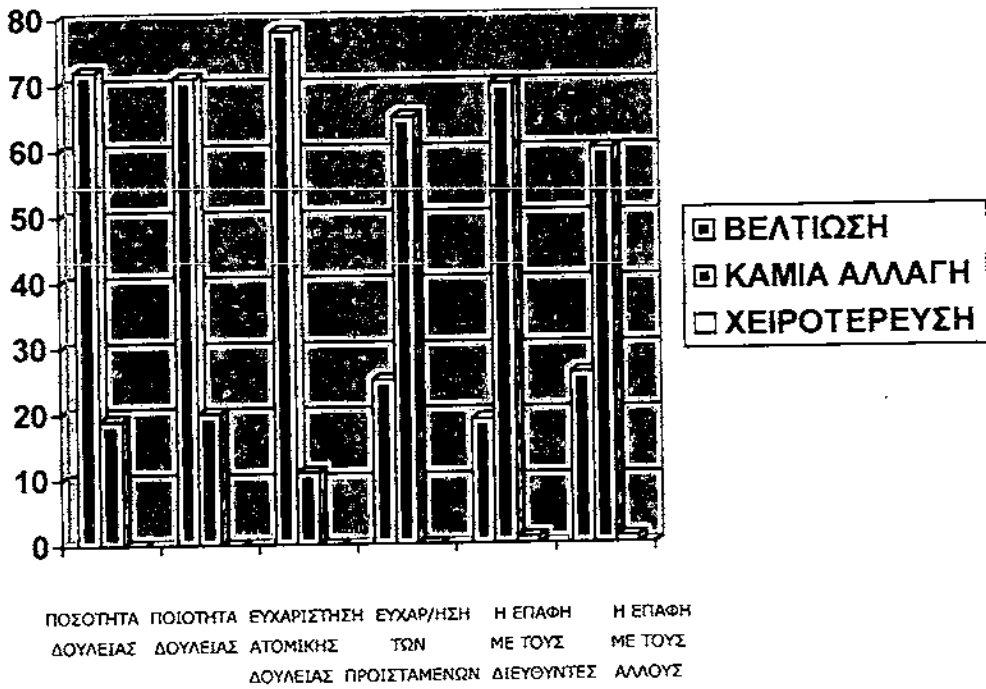 80
70
60
50
40
30
20
10
0
ΒΕΛΤΙΩΣΗ
ΚΑΜΙΑ ΑΛΛΑΓΗ
ΧΕΙΡΟΤΕΡΕΥΣΗ
ΠΟΣΟΤΗΤΑ ΠΟΙΟΤΗΤΑ ΕΥΧΑΡΙΣΤΗΣΗ ΕΥΧΑΡ/ΗΣΗ Η ΕΠΑΦΗ Η ΕΠΑΦΗ
ΔΟΥΛΕΙΑΣ ΔΟΥΛΕΙΑΣ ΑΤΟΜΙΚΗΣ ΤΩΝ ΜΕ ΤΟΥΣ ΜΕ ΤΟΥΣ
ΔΟΥΛΕΙΑΣ ΠΡΟΙΣΤΑΜΕΝΩΝ ΔΙΕΥΘΥΝΤΕΣ ΑΛΛΟΥΣ